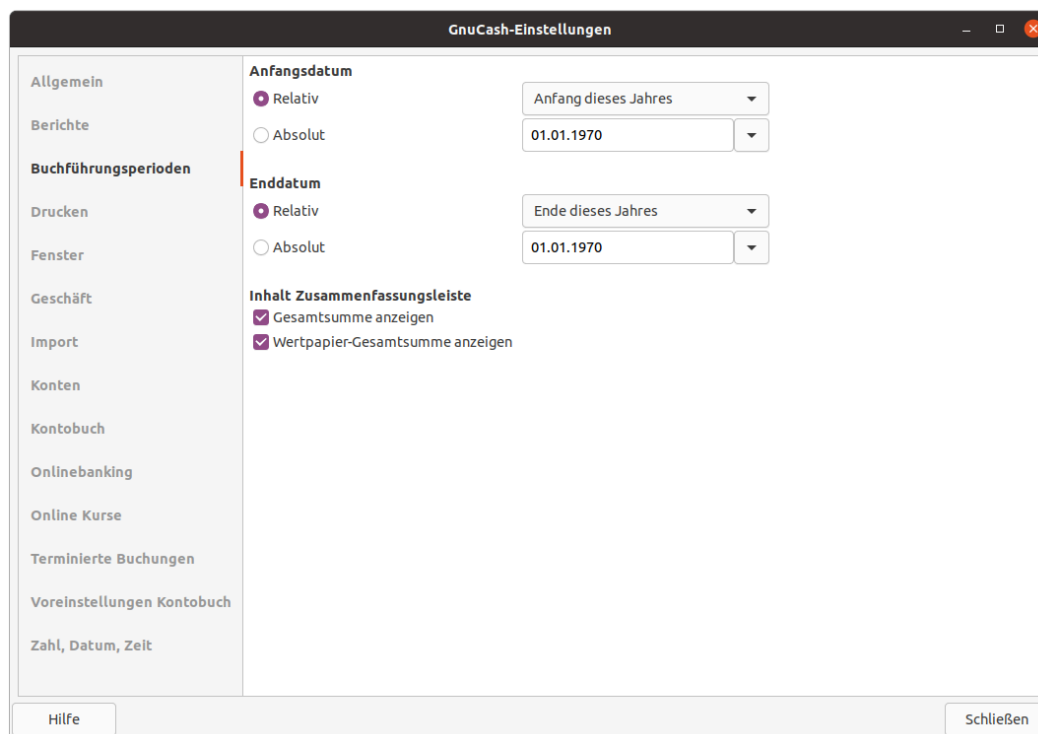 GnuCash-Einstellungen
Allgemein
Berichte
Buchführungsperioden
Drucken
Fenster
Geschäft
Import
Konten
Kontobuch
Onlinebanking
Online Kurse
Terminierte Buchungen
Voreinstellungen Kontobuch
Zahl, Datum, Zeit
Anfangsdatum
Relativ
Anfang dieses Jahres
Absolut
01.01.1970
Enddatum
Relativ
Ende dieses Jahres
Absolut
01.01.1970
Inhalt Zusammenfassungsleiste
Gesamtsumme anzeigen
Wertpapier-Gesamtsumme anzeigen
Hilfe
Schließen